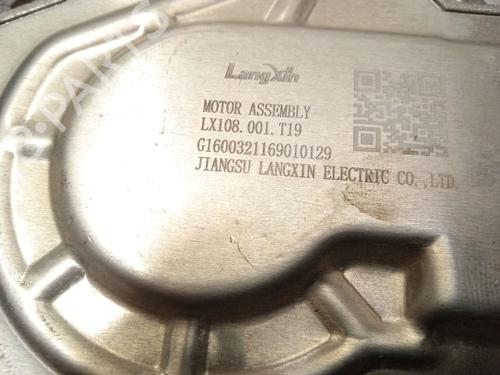 LangXin
MOTOR ASSEMBLY
LX108.001.T19
G1600321169010129
JIANGSU LANGXIN ELECTRIC CO.,LTD.